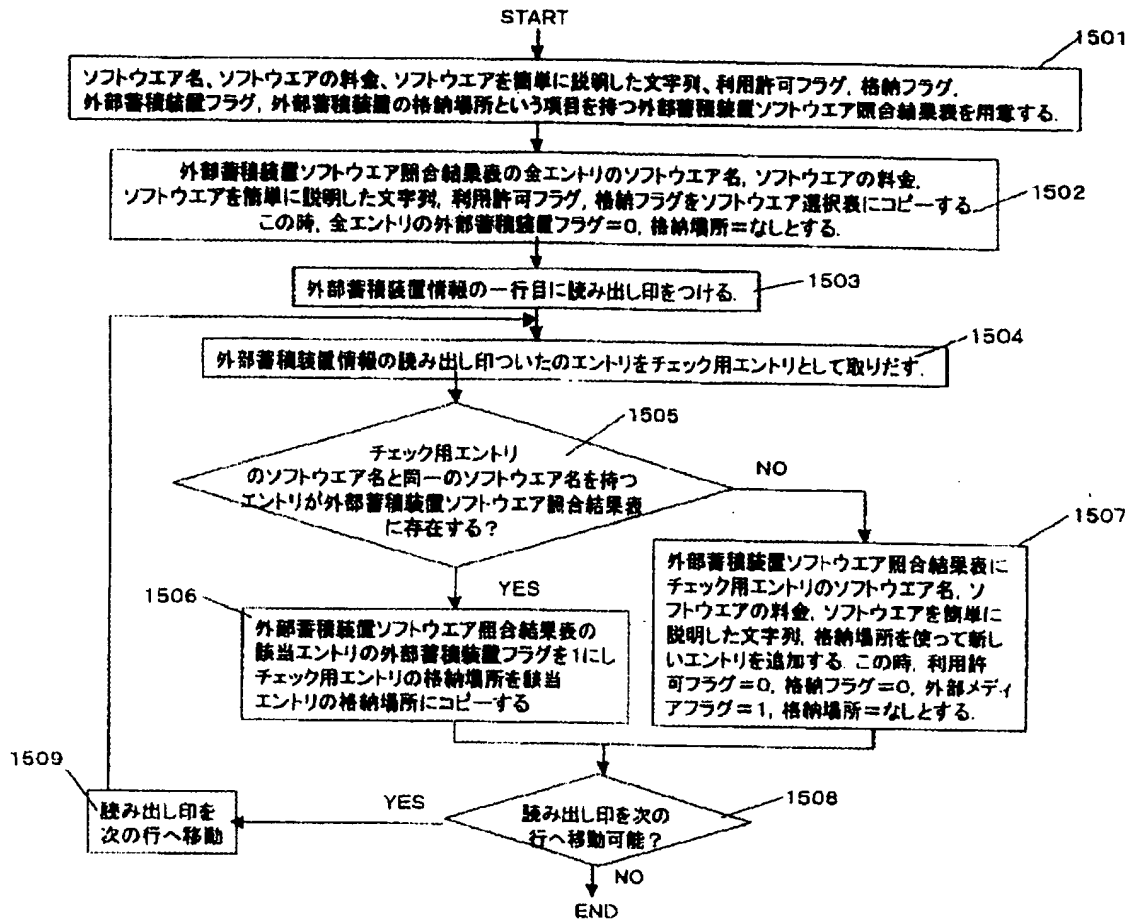 START
1501
ソフトウエア名、ソフトウエアの料金、ソフトウエアを簡単に説明した文字列、利用許可フラグ, 格納フラグ,
外部蓄積装置フラグ, 外部蓄積装置の格納場所という項目を持つ外部蓄積装置ソフトウエア照合結果表を用意する.
外部蓄積装置ソフトウエア照合結果表の全エントリのソフトウエア名, ソフトウエアの料金,
ソフトウエアを簡単に説明した文字列, 利用許可フラグ, 格納フラグをソフトウエア選択表にコピーする.
この時, 全エントリの外部蓄積装置フラグ=0, 格納場所=なしとする.
1502
外部蓄積装置情報の一行目に読み出し印をつける.
1503
外部蓄積装置情報の読み出し印ついたのエントリをチェック用エントリとして取りだす.
1504
1505
チェック用エントリ
のソフトウエア名と同一のソフトウエア名を持つ
エントリが外部蓄積装置ソフトウエア照合結果表
に存在する?
NO
YES
1506
外部蓄積装置ソフトウエア照合結果表の
該当エントリの外部蓄積装置フラグを1にし
チェック用エントリの格納場所を該当
エントリの格納場所にコピーする
1507
外部蓄積装置ソフトウエア照合結果表に
チェック用エントリのソフトウエア名, ソ
フトウエアの料金, ソフトウエアを簡単に
説明した文字列, 格納場所を使って新し
いエントリを追加する. この時, 利用許
可フラグ=0, 格納フラグ=0, 外部メディ
アフラグ=1, 格納場所=なしとする.
1508
読み出し印を次の
行へ移動可能?
YES
1509
読み出し印を
次の行へ移動
NO
END